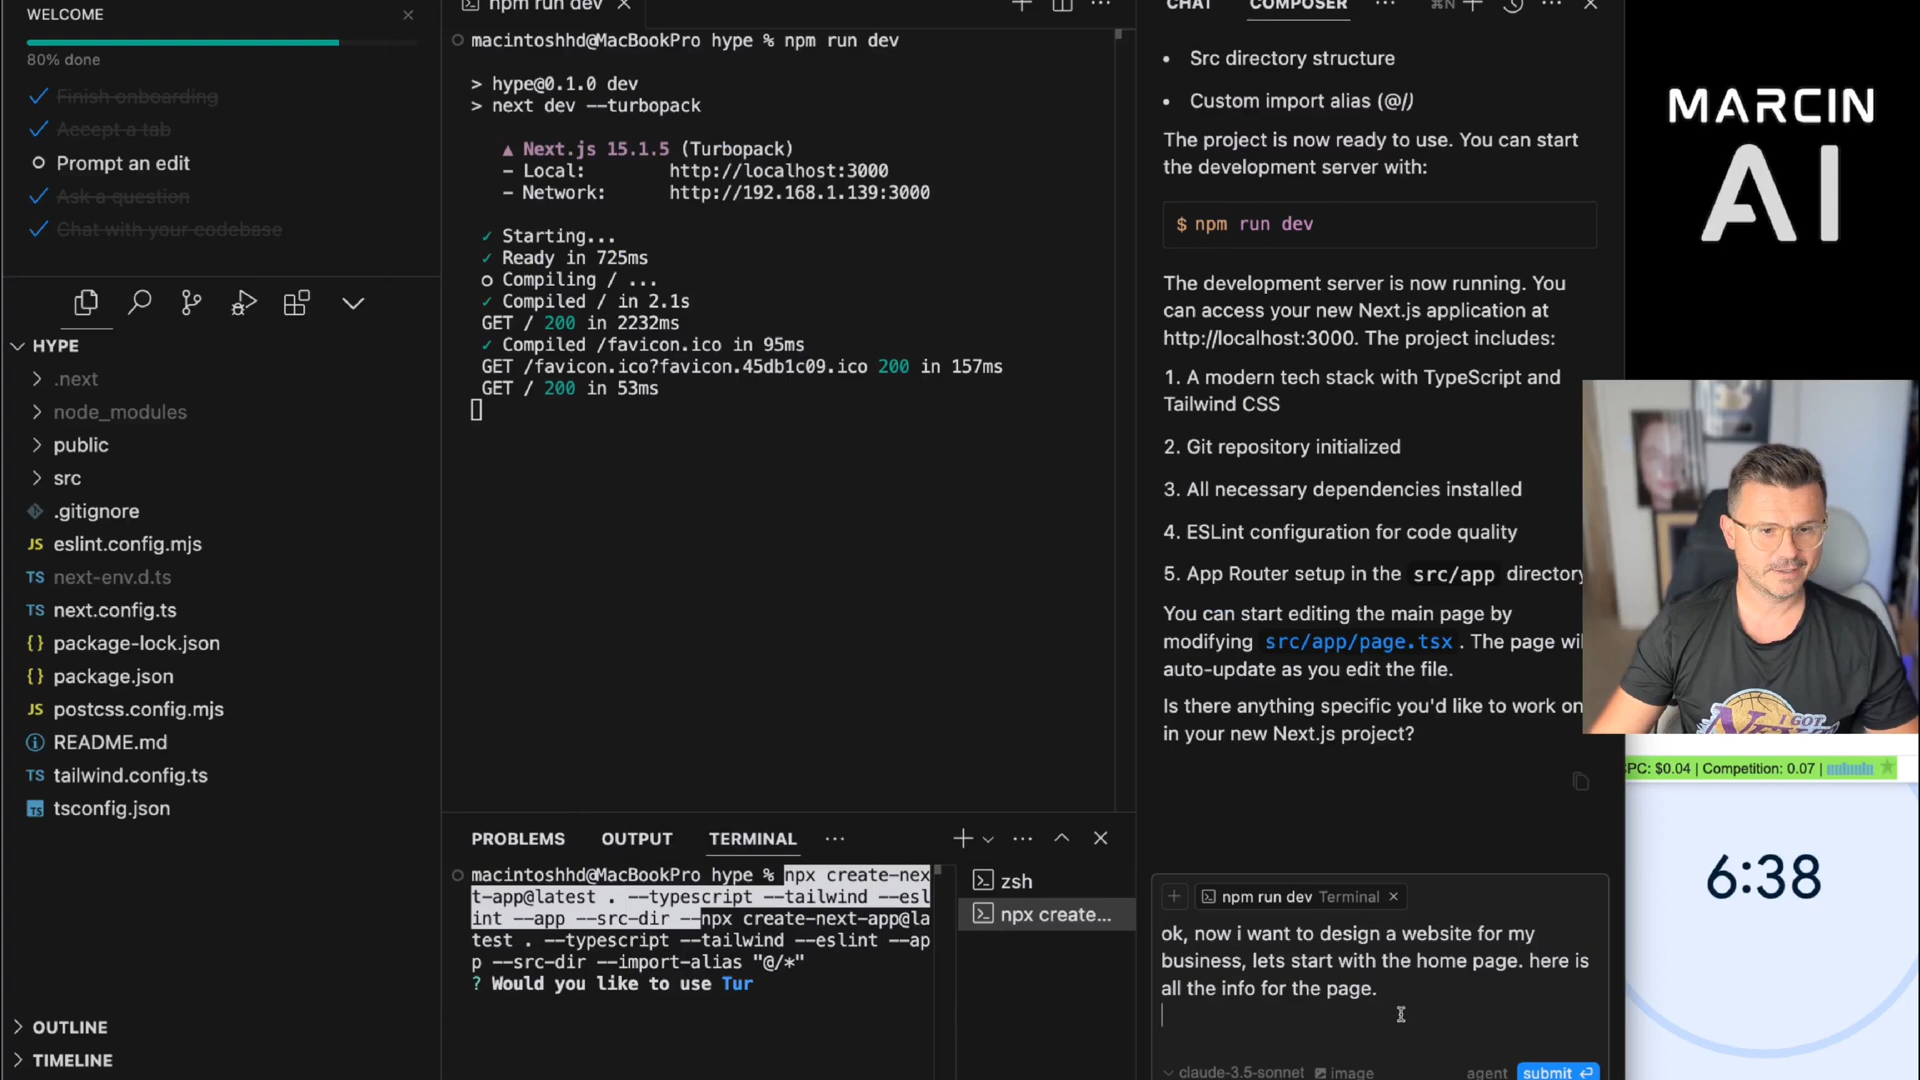 WELCOME
80% done
Finish onboarding
Accept a tab
Prompt an edit
Ask a question
Chat with your codebase
HYPE
.next
node_modules
public
src
.gitignore
eslint.config.mjs
TS next-env.d.ts
TS next.config.ts
{} package-lock.json
{} package.json
JS postcss.config.mjs
README.md
TS tailwind.config.ts
tsconfig.json
OUTLINE
TIMELINE
npm run dev
macintoshhd@MacBookPro hype % npm run dev
> hype@0.1.0 dev
> next dev --turbopack
▲ Next.js 15.1.5 (Turbopack)
- Local: http://localhost:3000
- Network: http://192.168.1.139:3000
✓ Starting...
✓ Ready in 725ms
○ Compiling / ...
✓ Compiled / in 2.1s
GET / 200 in 2232ms
✓ Compiled /favicon.ico in 95ms
GET /favicon.ico?favicon.45db1c09.ico 200 in 157ms
GET / 200 in 53ms
PROBLEMS OUTPUT TERMINAL
macintoshhd@MacBookPro hype % npx create-nex
t-app@latest . --typescript --tailwind --esl
int --app --src-dir --npx create-next-app@la
test . --typescript --tailwind --eslint --ap
p --src-dir --import-alias "@/*"
? Would you like to use Tur
zsh
npx create...
CHAT COMPOSER ⌘N
• Src directory structure
• Custom import alias (@/)
The project is now ready to use. You can start
the development server with:
$ npm run dev
The development server is now running. You
can access your new Next.js application at
http://localhost:3000. The project includes:
1. A modern tech stack with TypeScript and
Tailwind CSS
2. Git repository initialized
3. All necessary dependencies installed
4. ESLint configuration for code quality
5. App Router setup in the src/app directory
You can start editing the main page by
modifying src/app/page.tsx . The page wil
auto-update as you edit the file.
Is there anything specific you'd like to work on
in your new Next.js project?
npm run dev Terminal
ok, now i want to design a website for my
business, lets start with the home page. here is
all the info for the page.
claude-3.5-sonnet image agent submit
MARCIN
AI
I GOT
PC: $0.04 | Competition: 0.07 |
6:38